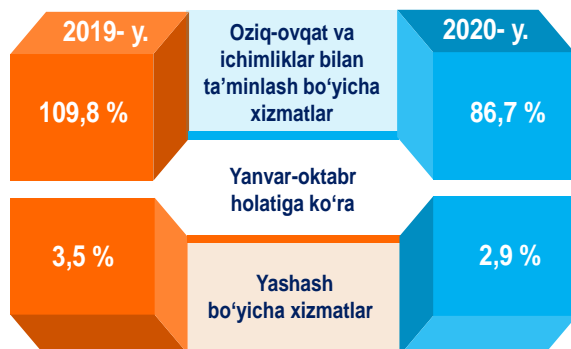 2019- y.
Oziq-ovqat va
ichimliklar bilan
ta’minlash bo‘yicha
xizmatlar
2020- y.
109,8 %
86,7 %
Yanvar-oktabr
holatiga ko‘ra
3,5 %
2,9 %
Yashash
bo‘yicha xizmatlar